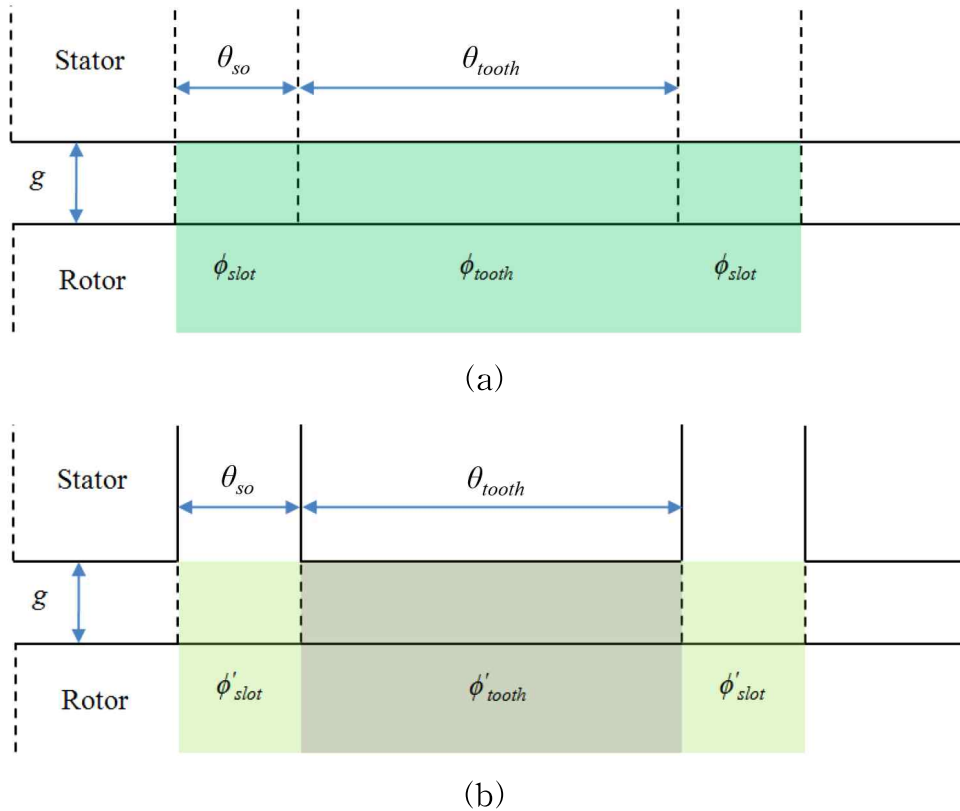 Stator
θso
θtooth
g
Rotor
ϕslot
ϕtooth
ϕslot
(a)
Stator
θso
θtooth
g
Rotor
ϕ'slot
ϕ'tooth
ϕ'slot
(b)